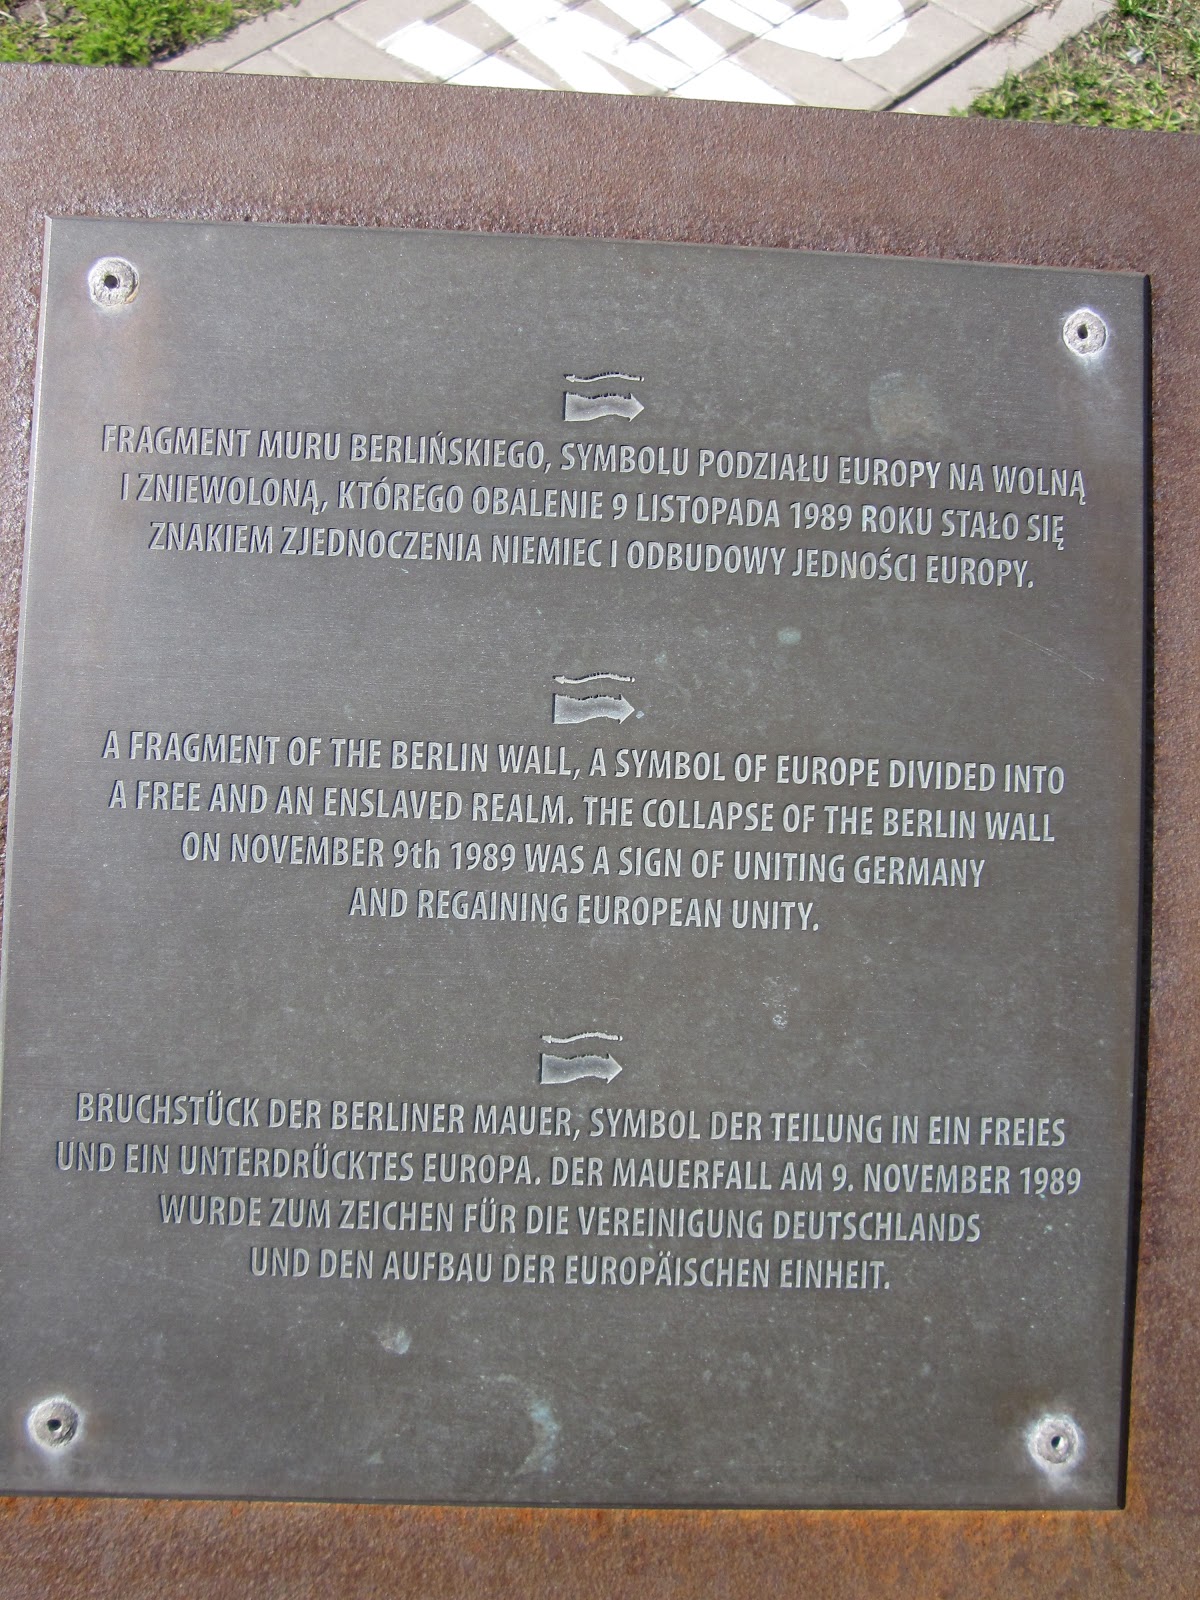 FRAGMENT MURU BERLIŃSKIEGO, SYMBOLU PODZIAŁU EUROPY NA WOLNĄ
I ZNIEWOLONĄ, KTÓREGO OBALENIE 9 LISTOPADA 1989 ROKU STAŁO SIĘ
ZNAKIEM ZJEDNOCZENIA NIEMIEC I ODBUDOWY JEDNOŚCI EUROPY.
A FRAGMENT OF THE BERLIN WALL, A SYMBOL OF EUROPE DIVIDED INTO
A FREE AND AN ENSLAVED REALM. THE COLLAPSE OF THE BERLIN WALL
ON NOVEMBER 9th 1989 WAS A SIGN OF UNITING GERMANY
AND REGAINING EUROPEAN UNITY.
BRUCHSTÜCK DER BERLINER MAUER, SYMBOL DER TEILUNG IN EIN FREIES
UND EIN UNTERDRÜCKTES EUROPA. DER MAUERFALL AM 9. NOVEMBER 1989
WURDE ZUM ZEICHEN FÜR DIE VEREINIGUNG DEUTSCHLANDS
UND DEN AUFBAU DER EUROPÄISCHEN EINHEIT.